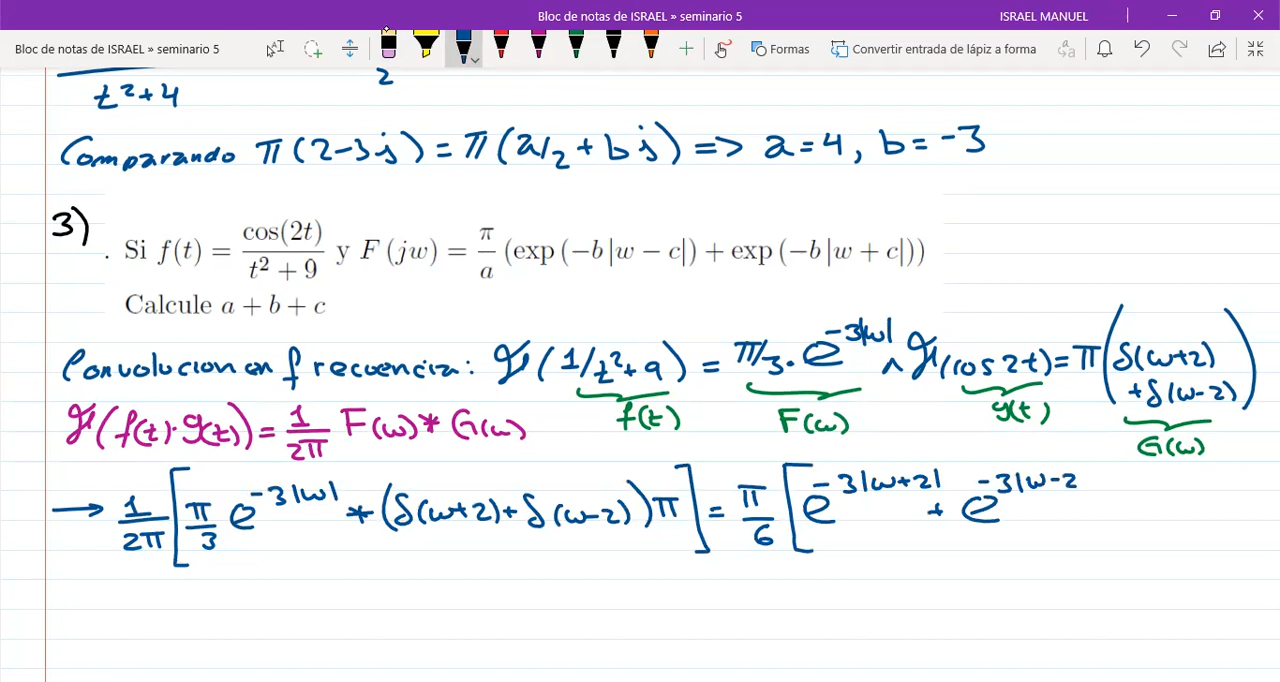 Bloc de notas de ISRAEL » seminario 5
ISRAEL MANUEL
Bloc de notas de ISRAEL » seminario 5
Formas
Convertir entrada de lápiz a forma
t²+4
2
Comparando π(2-3j) = π(a/2 + bj) => a=4, b=-3
3)
. Si f(t) = cos(2t)/(t² + 9) y F (jw) = π/a (exp (−b |w − c|) + exp (−b |w + c|))
Calcule a + b + c
Convolucion en frecuencia: ℱ(1/t²+9) = π/3 · e^(-3|w|) ∧ ℱ(cos 2t) = π(δ(w+2) + δ(w-2))
f(t) F(w) g(t) G(w)
ℱ(f(t)·g(t)) = 1/2π F(w) * G(w)
→ 1/2π [π/3 e^(-3|w|) * (δ(w+2)+δ(w-2))π] = π/6 [e^(-3|w+2|) + e^(-3|w-2